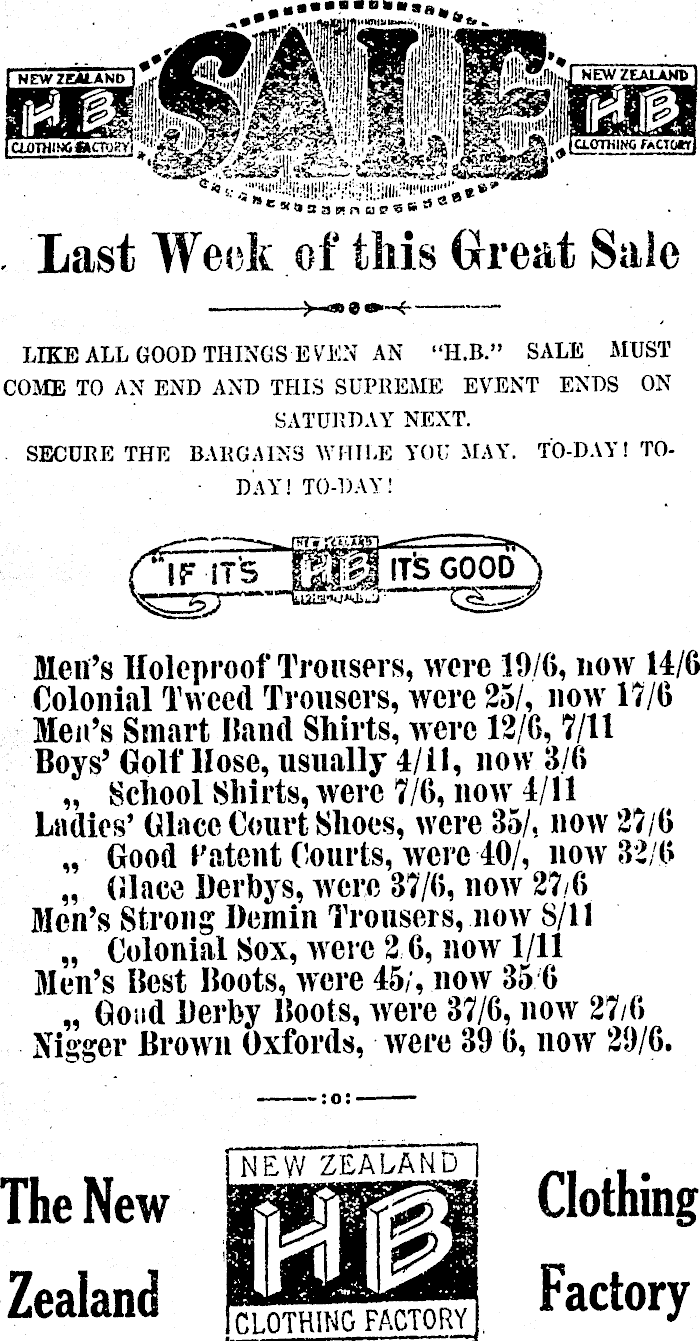 SALE
NEW ZEALAND
HB
CLOTHING FACTORY
NEW ZEALAND
HB
CLOTHING FACTORY
Last Week of this Great Sale
LIKE ALL GOOD THINGS EVEN AN "H.B." SALE MUST
COME TO AN END AND THIS SUPREME EVENT ENDS ON
SATURDAY NEXT.
SECURE THE BARGAINS WHILE YOU MAY. TO-DAY! TO-
DAY! TO-DAY!
"IF IT'S
NEW ZEALAND
HB
IT'S GOOD"
Men's Holeproof Trousers, were 19/6, now 14/6
Colonial Tweed Trousers, were 25/, now 17/6
Men's Smart Band Shirts, were 12/6, 7/11
Boys' Golf Hose, usually 4/11, now 3/6
„ School Shirts, were 7/6, now 4/11
Ladies' Glace Court Shoes, were 35/, now 27/6
„ Good Patent Courts, were 40/, now 32/6
„ Glace Derbys, were 37/6, now 27/6
Men's Strong Demin Trousers, now 8/11
„ Colonial Sox, were 2 6, now 1/11
Men's Best Boots, were 45/, now 35 6
„ Good Derby Boots, were 37/6, now 27/6
Nigger Brown Oxfords, were 39 6, now 29/6.
:o:
The New
Zealand
NEW ZEALAND
HB
CLOTHING FACTORY
Clothing
Factory